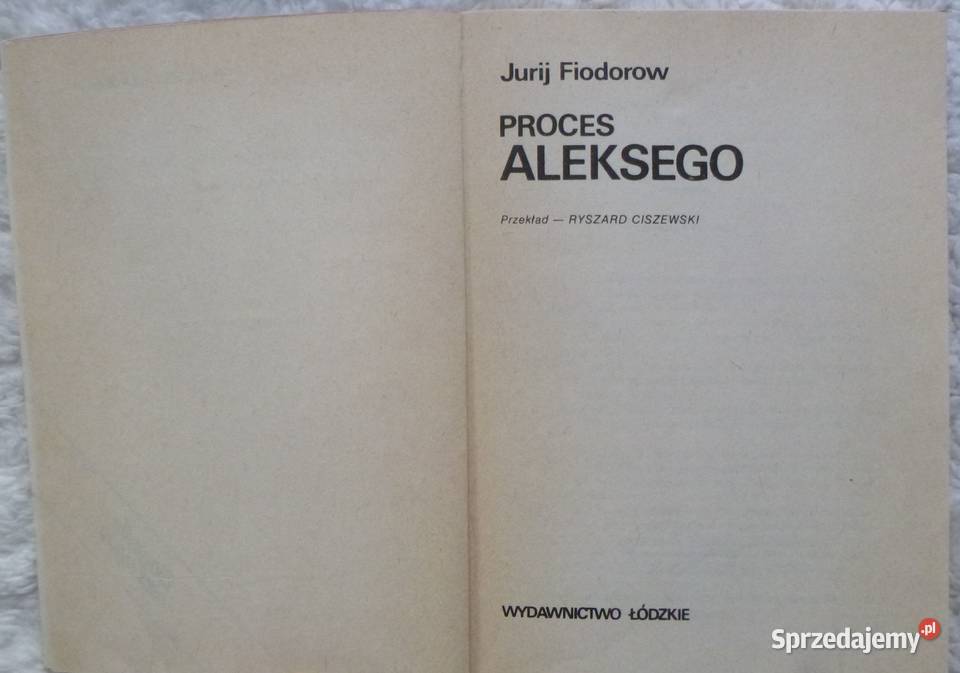 Jurij Fiodorow
PROCES
ALEKSEGO
Przekład — RYSZARD CISZEWSKI
WYDAWNICTWO ŁÓDZKIE
Sprzedajemy.pl